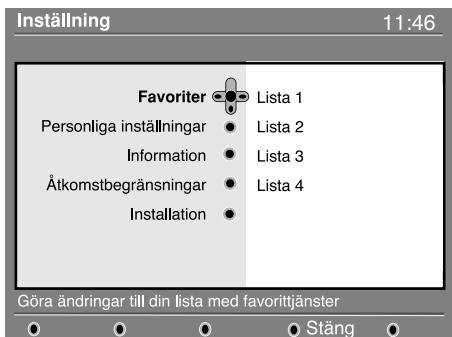 Inställning 11:46
Favoriter Lista 1
Personliga inställningar Lista 2
Information Lista 3
Åtkomstbegränsningar Lista 4
Installation
Göra ändringar till din lista med favorittjänster
Stäng